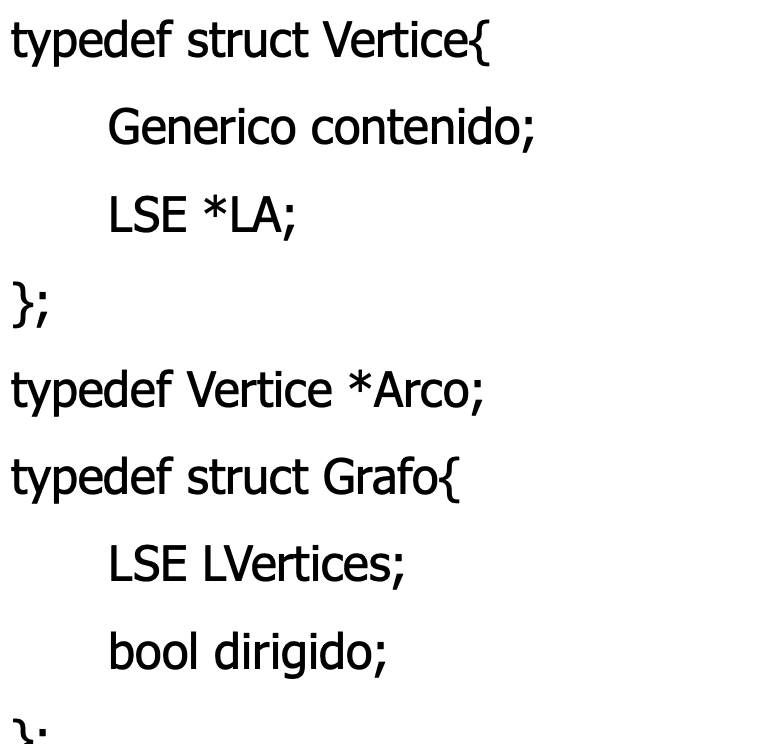 typedef struct Vertice{
Generico contenido;
LSE *LA;
};
typedef Vertice *Arco;
typedef struct Grafo{
LSE LVertices;
bool dirigido;
};